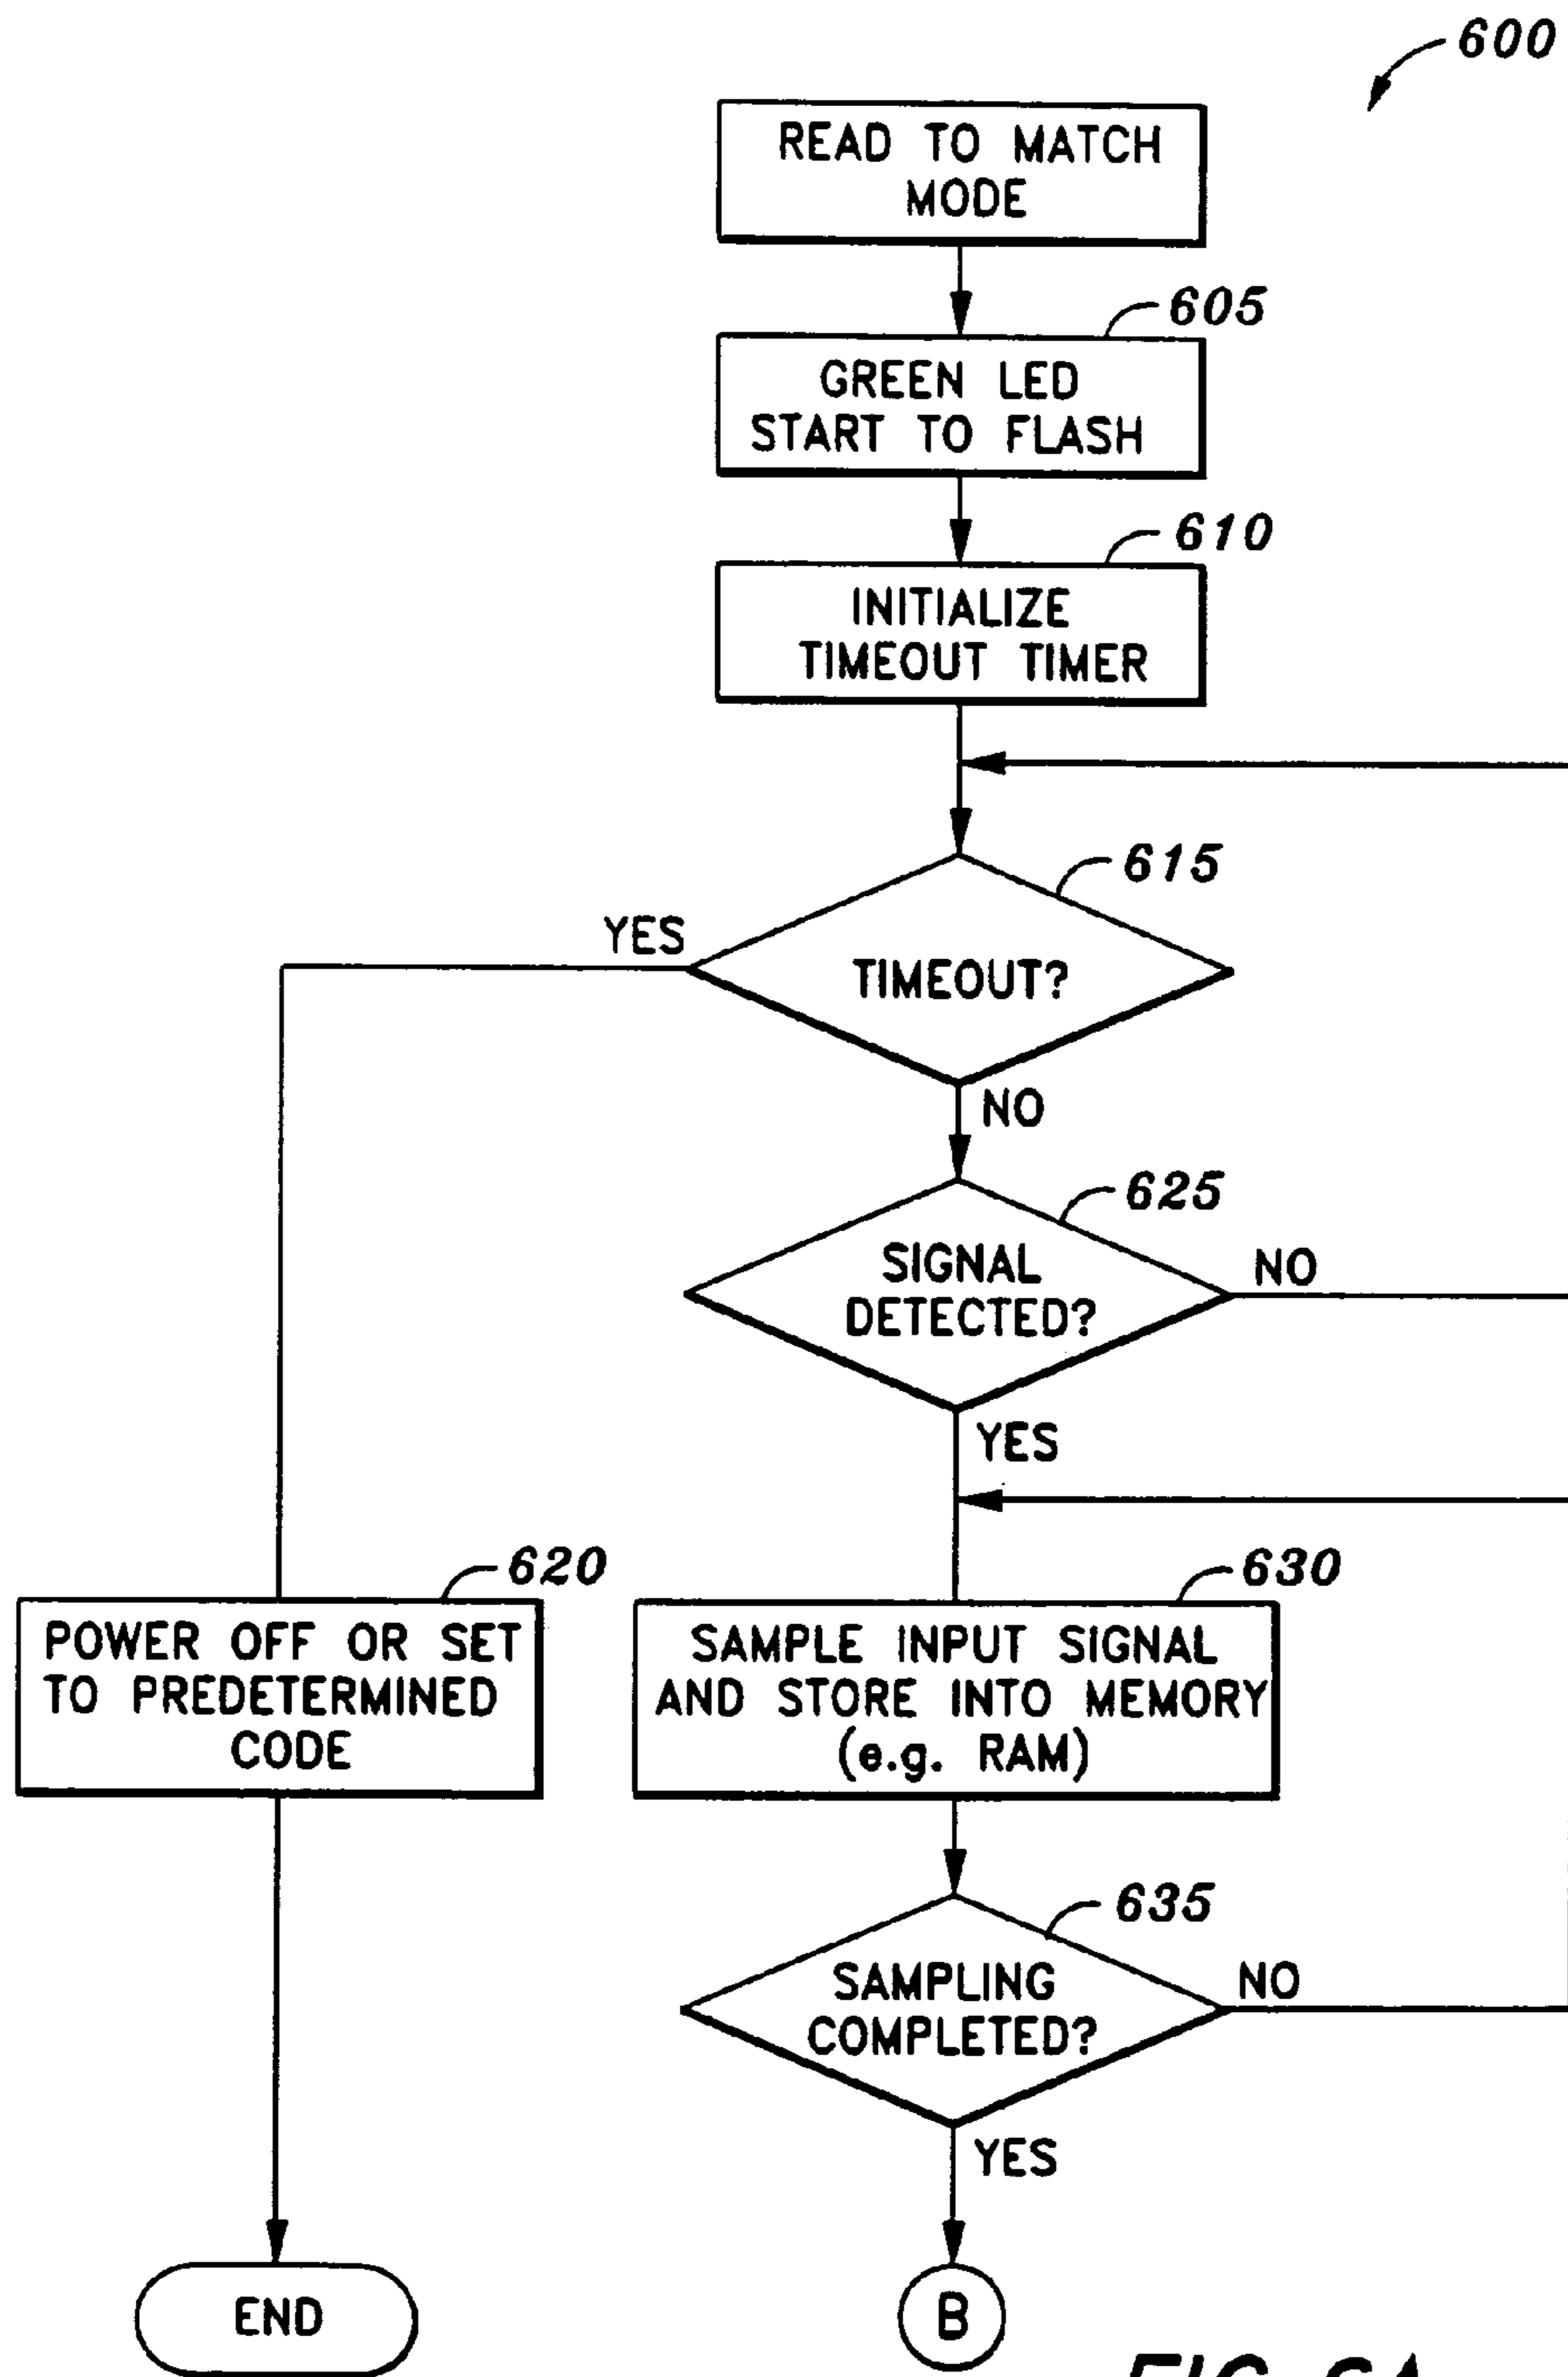 600
READ TO MATCH
MODE
605
GREEN LED
START TO FLASH
610
INITIALIZE
TIMEOUT TIMER
615
YES
TIMEOUT?
NO
625
SIGNAL
DETECTED?
NO
YES
620
POWER OFF OR SET
TO PREDETERMINED
CODE
630
SAMPLE INPUT SIGNAL
AND STORE INTO MEMORY
(e.g. RAM)
635
SAMPLING
COMPLETED?
NO
YES
END
B